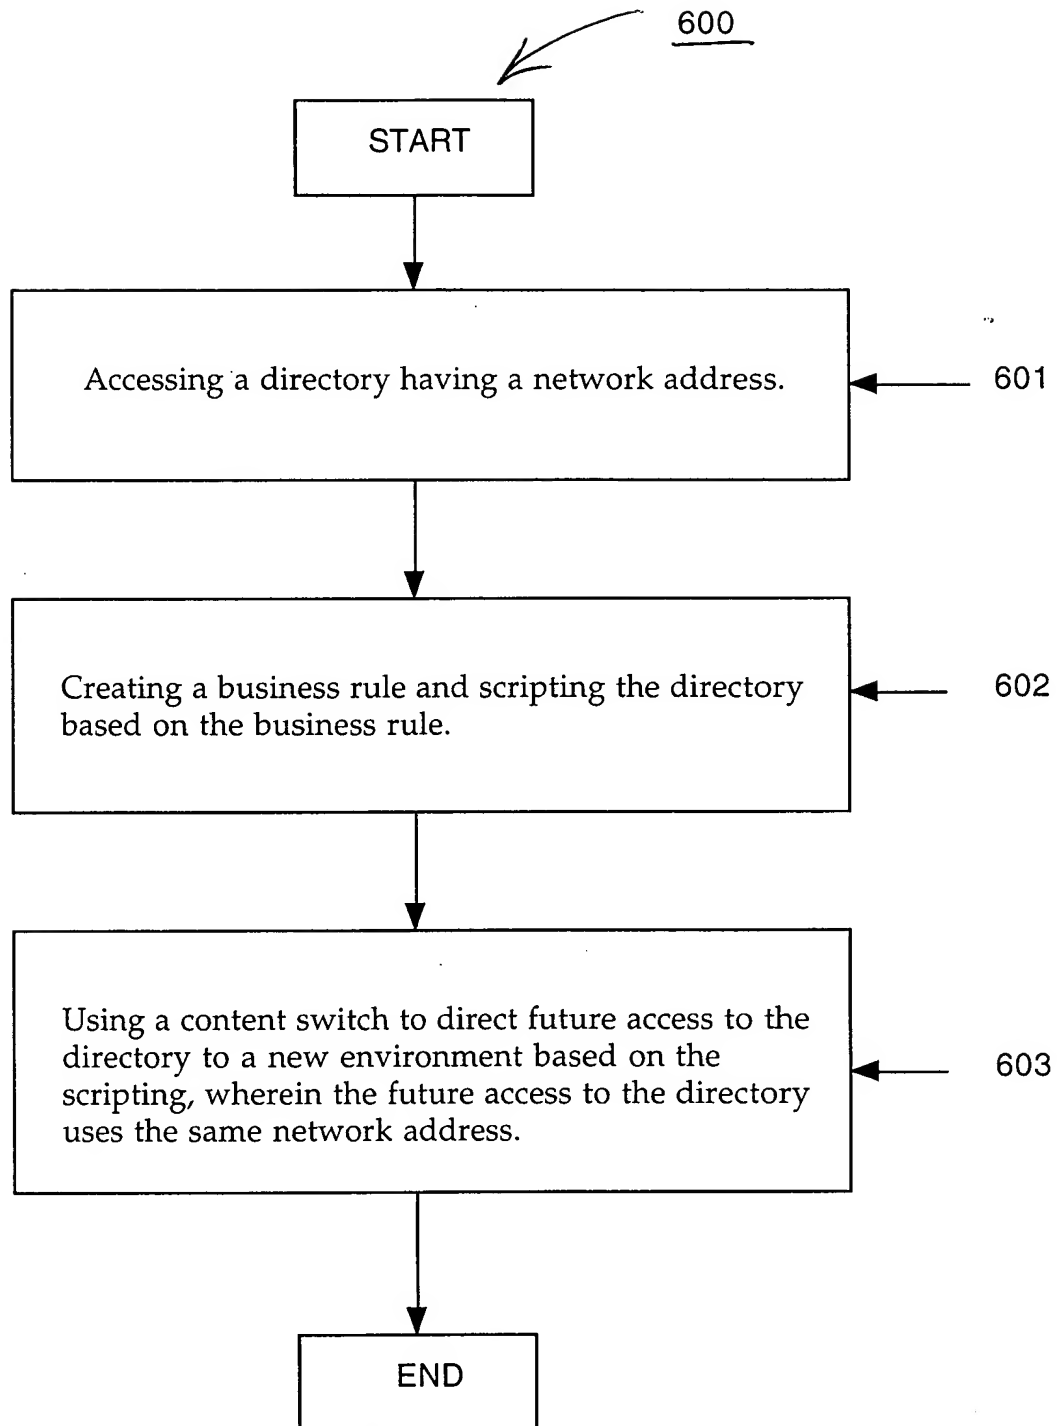 600
START
Accessing a directory having a network address.
601
Creating a business rule and scripting the directory
based on the business rule.
602
Using a content switch to direct future access to the
directory to a new environment based on the
scripting, wherein the future access to the directory
uses the same network address.
603
END